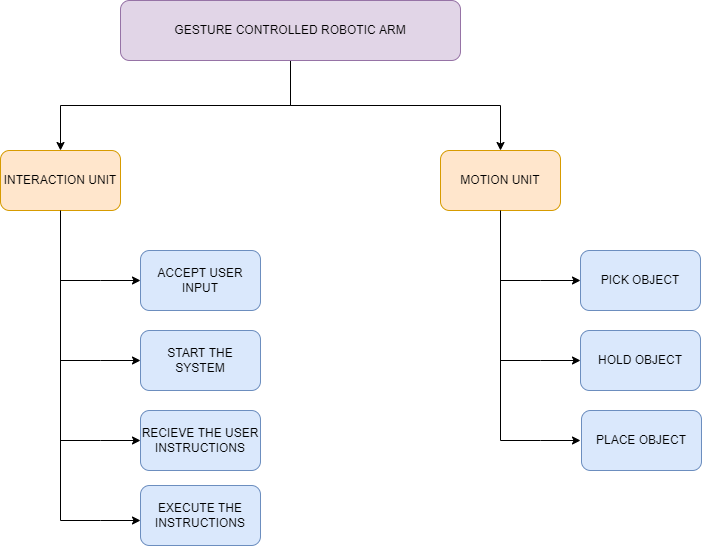 GESTURE CONTROLLED ROBOTIC ARM
INTERACTION UNIT
MOTION UNIT
ACCEPT USER
INPUT
START THE
SYSTEM
RECIEVE THE USER
INSTRUCTIONS
EXECUTE THE
INSTRUCTIONS
PICK OBJECT
HOLD OBJECT
PLACE OBJECT